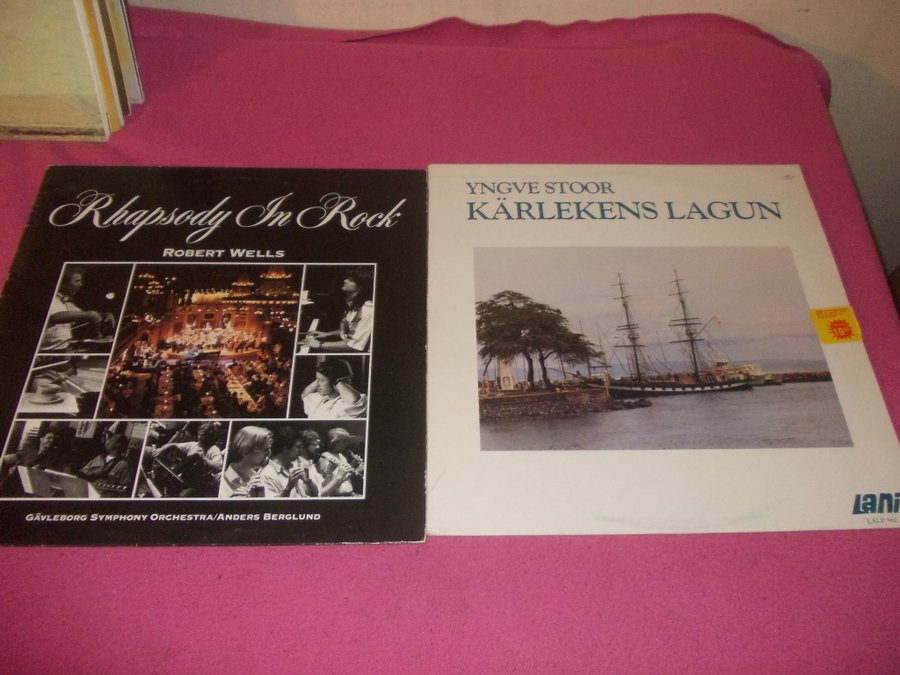 Rhapsody In Rock
ROBERT WELLS
GÄVLEBORG SYMPHONY ORCHESTRA/ANDERS BERGLUND
YNGVE STOOR
KÄRLEKENS LAGUN
Lani